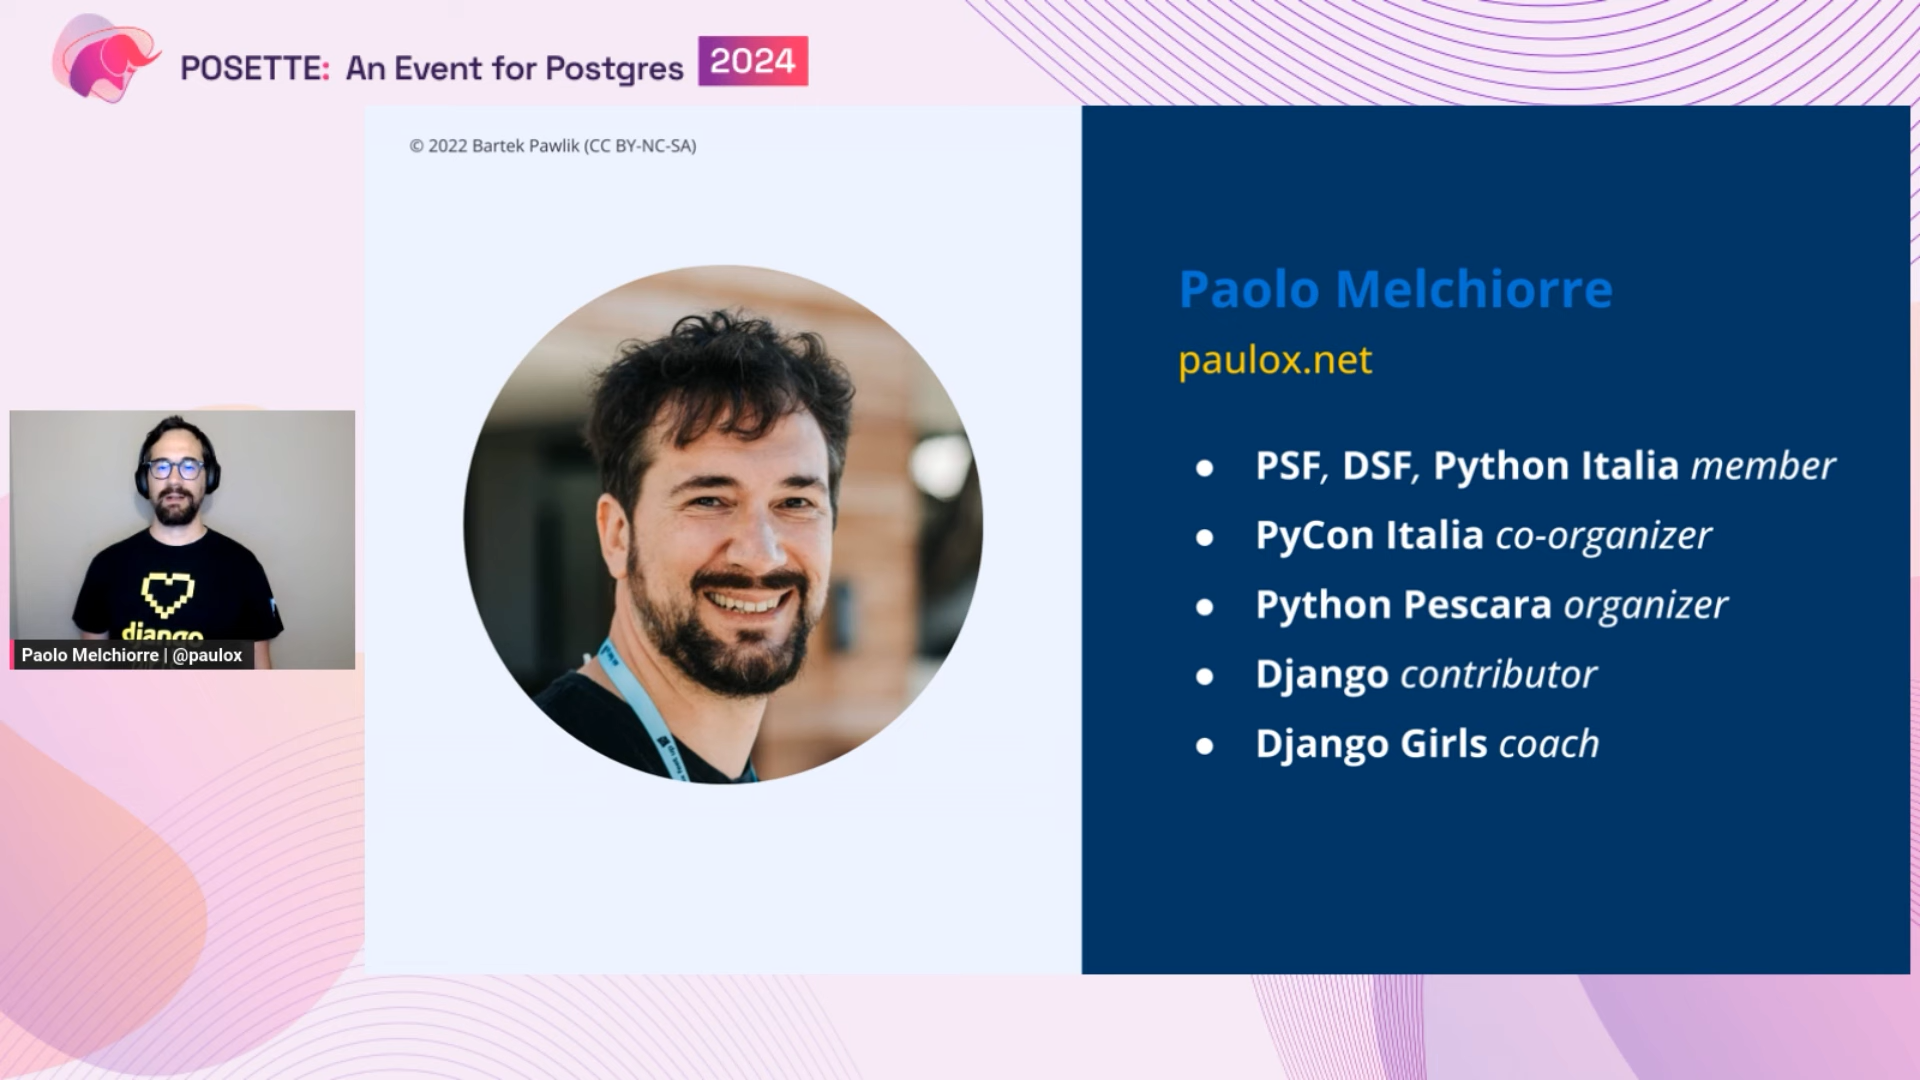 POSETTE: An Event for Postgres 2024
© 2022 Bartek Pawlik (CC BY-NC-SA)
Paolo Melchiorre
paulox.net
● PSF, DSF, Python Italia member
● PyCon Italia co-organizer
● Python Pescara organizer
● Django contributor
● Django Girls coach
django
Paolo Melchiorre | @paulox